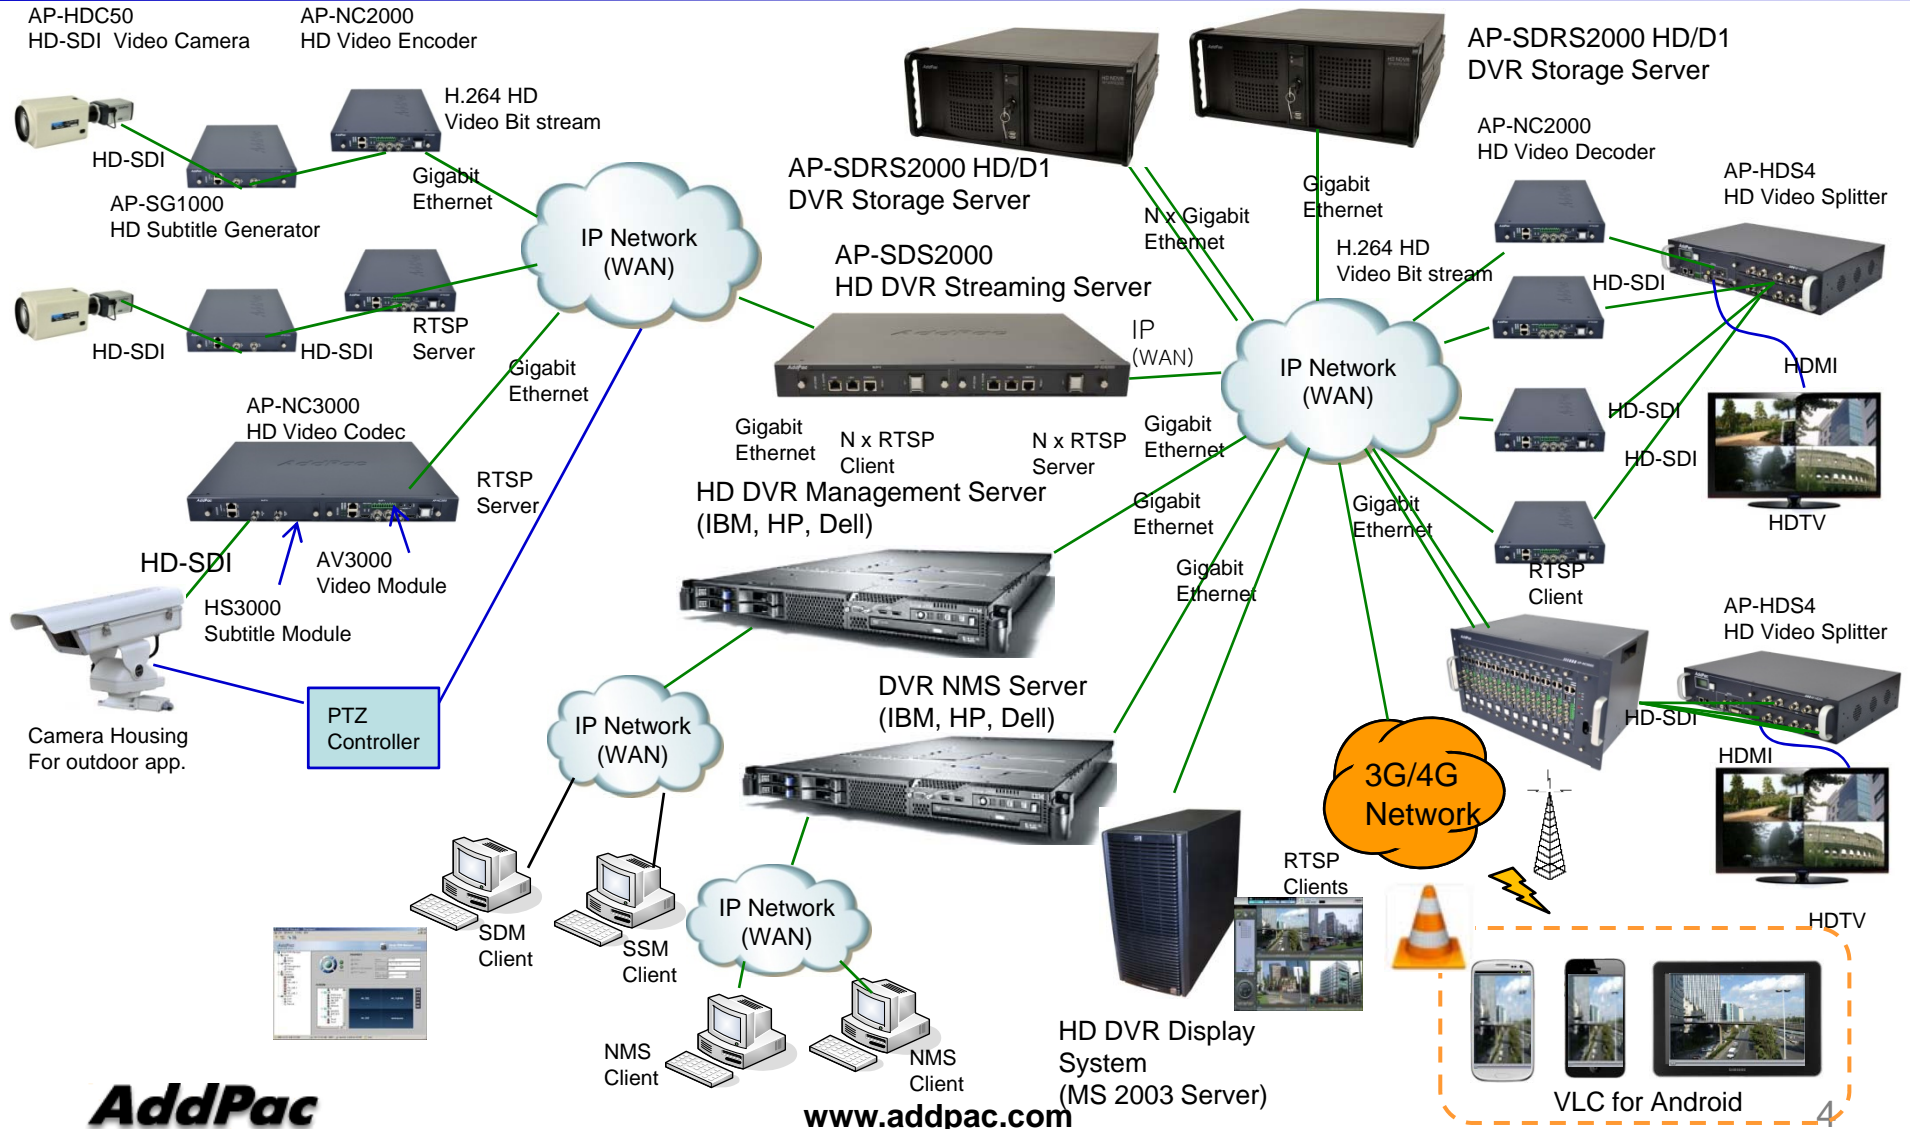 AP-HDC50
HD-SDI  Video Camera
AP-NC2000
HD Video Encoder
H.264 HD
Video Bit stream
HD-SDI
Gigabit
Ethernet
AP-SG1000
HD Subtitle Generator
IP Network
(WAN)
HD-SDI
HD-SDI
RTSP
Server
Gigabit
Ethernet
AP-NC3000
HD Video Codec
AddPac
RTSP
Server
HD-SDI
AV3000
Video Module
HS3000
Subtitle Module
PTZ
Controller
Camera Housing
For outdoor app.
AP-SDRS2000 HD/D1
DVR Storage Server
AP-SDRS2000 HD/D1
DVR Storage Server
N x Gigabit
Ethernet
Gigabit
Ethernet
H.264 HD
Video Bit stream
AP-SDS2000
HD DVR Streaming Server
AddPac
IP
(WAN)
IP Network
(WAN)
Gigabit
Ethernet
N x RTSP
Client
N x RTSP
Server
Gigabit
Ethernet
HD DVR Management Server
(IBM, HP, Dell)
Gigabit
Ethernet
Gigabit
Ethernet
Gigabit
Ethernet
AP-NC2000
HD Video Decoder
AP-HDS4
HD Video Splitter
HD-SDI
HD-SDI
HD-SDI
HDMI
HDTV
RTSP
Client
AP-HDS4
HD Video Splitter
HD-SDI
HDMI
HDTV
IP Network
(WAN)
DVR NMS Server
(IBM, HP, Dell)
SDM
Client
SSM
Client
IP Network
(WAN)
NMS
Client
NMS
Client
3G/4G
Network
RTSP
Clients
HD DVR Display
System
(MS 2003 Server)
VLC for Android
AddPac
www.addpac.com
4